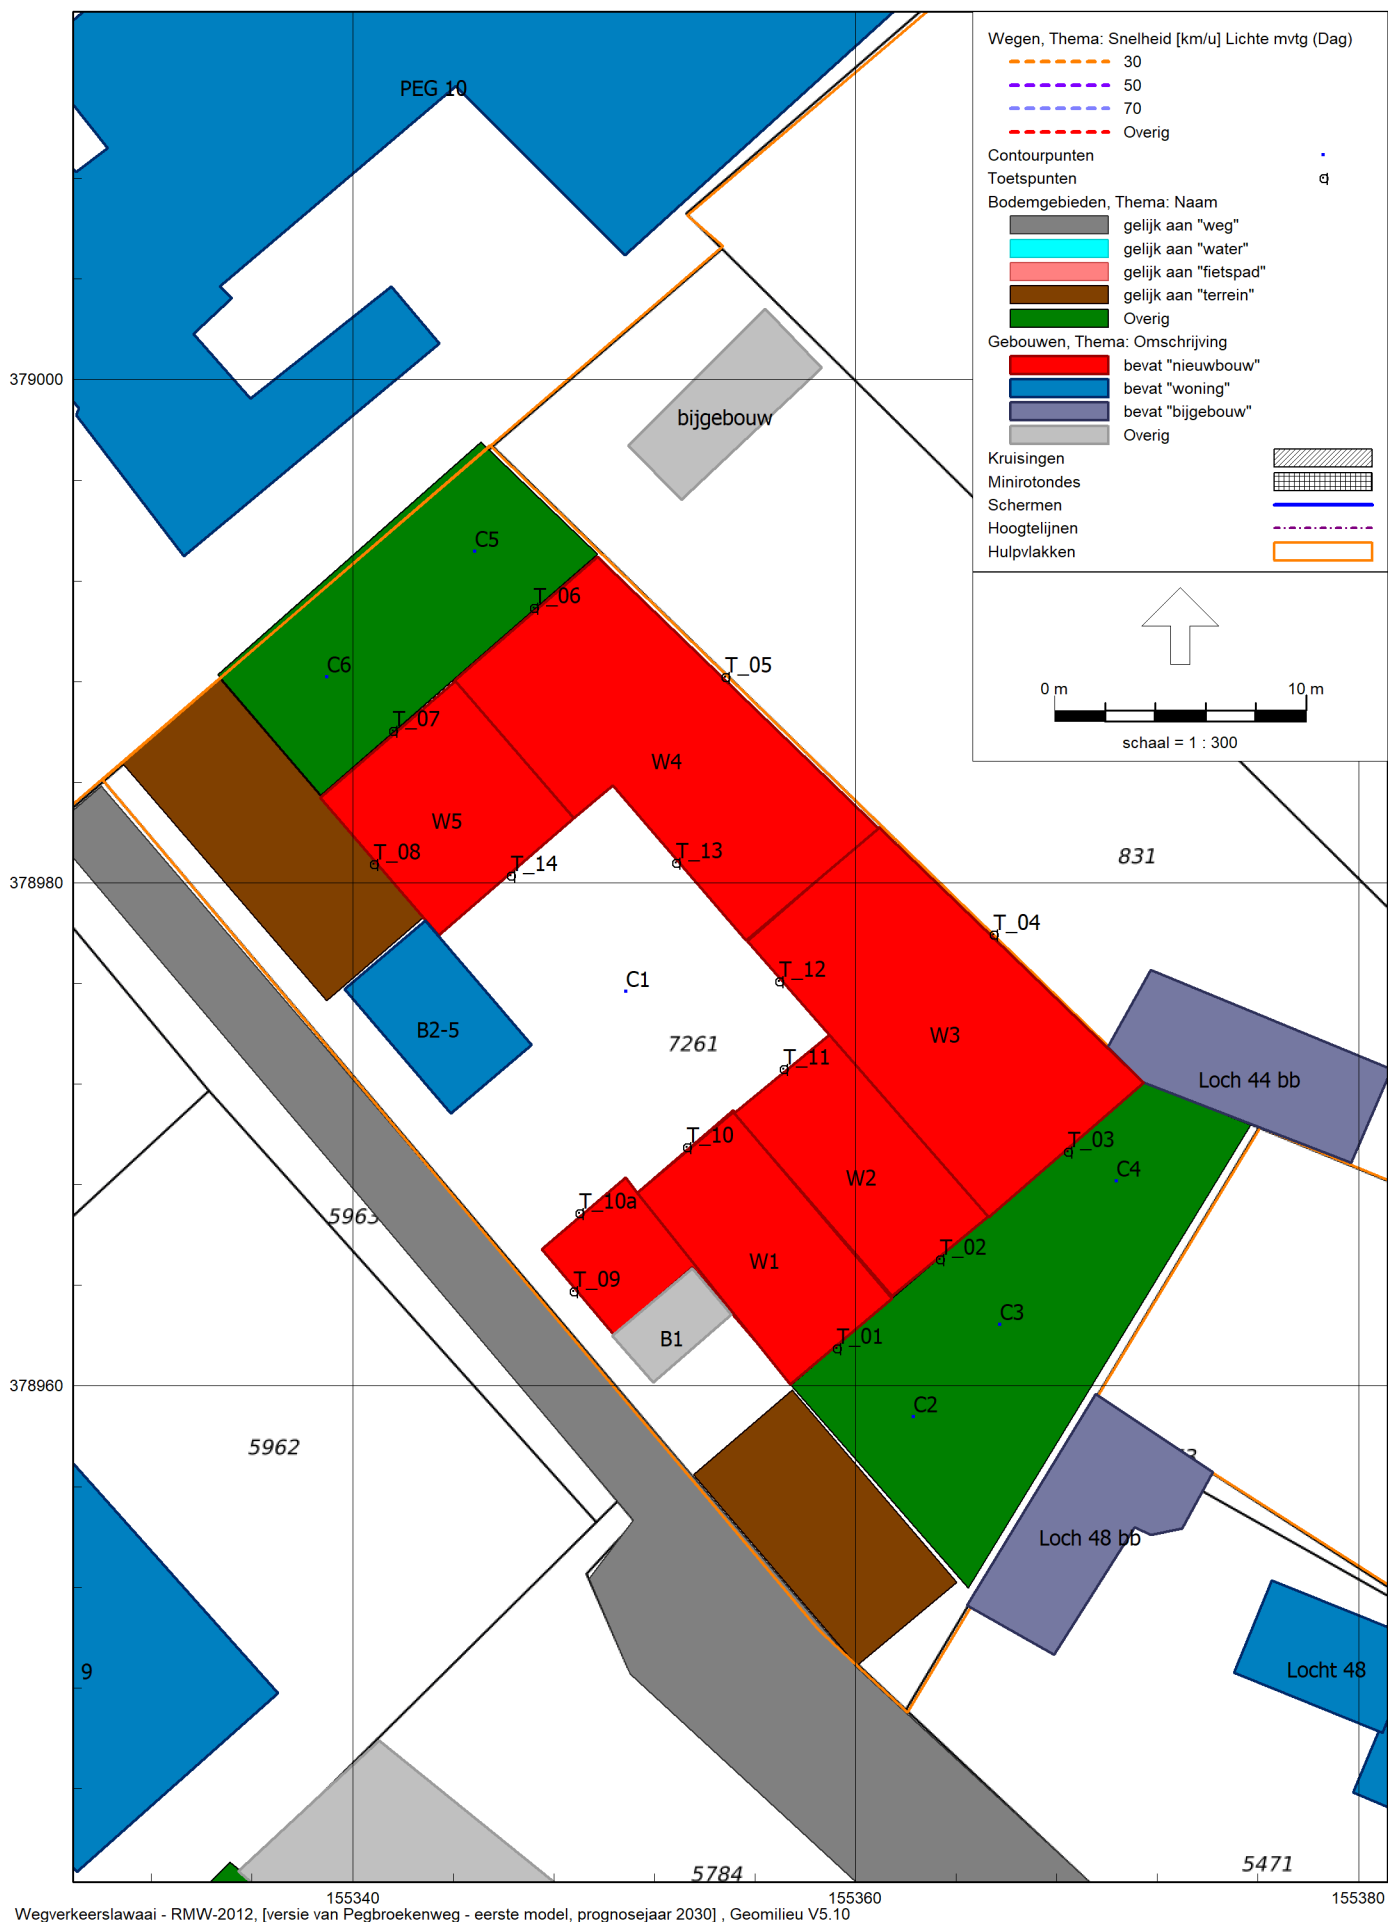 Wegen, Thema: Snelheid [km/u] Lichte mvtg (Dag)
30
50
70
Overig
Contourpunten
Toetspunten
Bodemgebieden, Thema: Naam
gelijk aan "weg"
gelijk aan "water"
gelijk aan "fietspad"
gelijk aan "terrein"
Overig
Gebouwen, Thema: Omschrijving
bevat "nieuwbouw"
bevat "woning"
bevat "bijgebouw"
Overig
Kruisingen
Minirotondes
Schermen
Hoogtelijnen
Hulpvlakken
0 m 10 m
schaal = 1 : 300
PEG 10
379000
bijgebouw
C5
T_06
C6
T_05
T_07
W4
W5
T_08
T_14
T_13
831
378980
T_04
T_12
C1
B2-5
W3
7261
T_11
Loch 44 bb
T_10
T_03
C4
W2
T_10a
5963
T_02
W1
T_09
C3
B1
T_01
378960
C2
5962
Loch 48 bb
9
Locht 48
5784
5471
155340 155360 155380
Wegverkeerslawaai - RMW-2012, [versie van Pegbroekenweg - eerste model, prognosejaar 2030] , Geomilieu V5.10